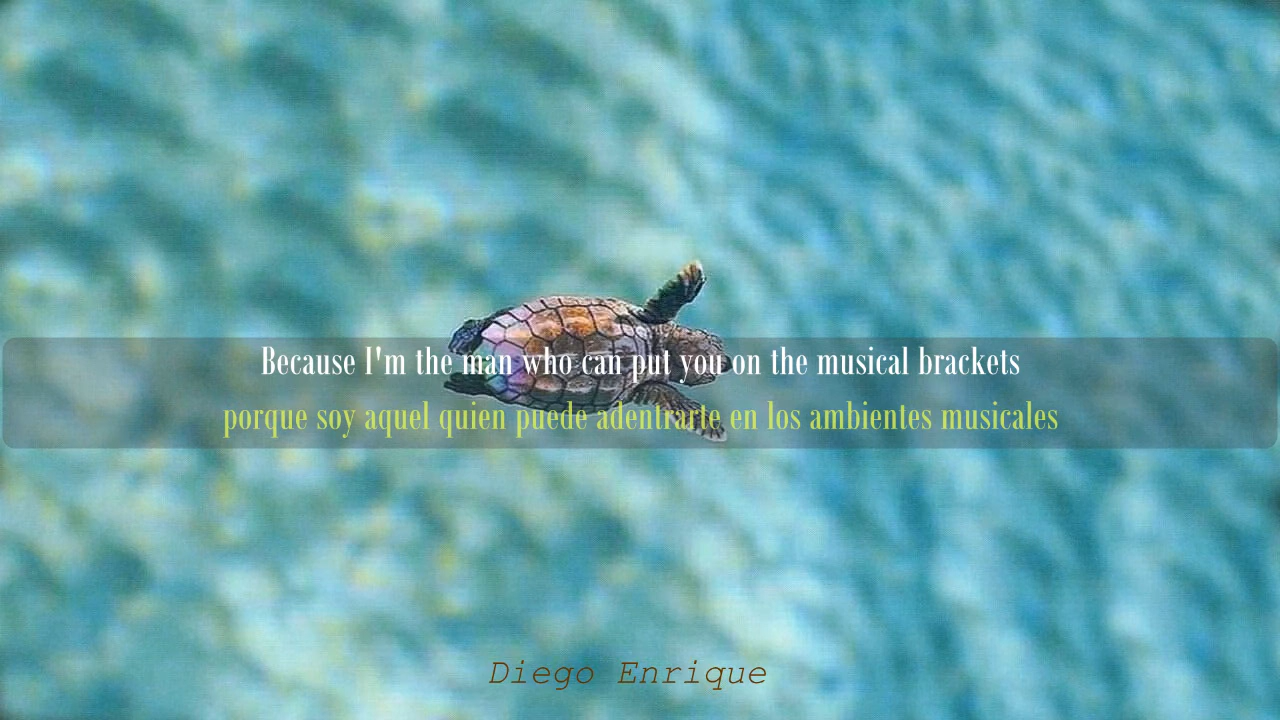 Because I'm the man who can put you on the musical brackets
porque soy aquel quien puede adentrarte en los ambientes musicales
Diego Enrique